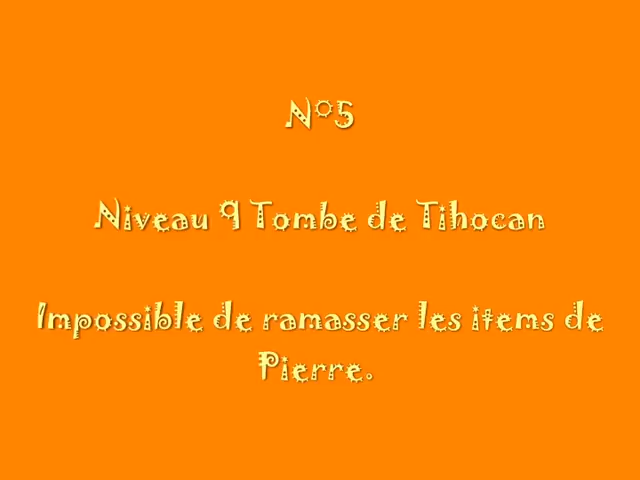 N°5
Niveau 9 Tombe de Tihocan
Impossible de ramasser les items de
Pierre.